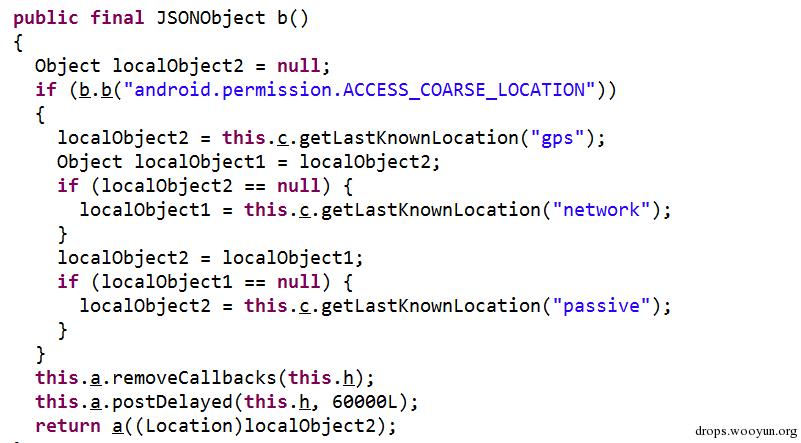 public final JSONObject b()
{
  Object localObject2 = null;
  if (b.b("android.permission.ACCESS_COARSE_LOCATION"))
  {
    localObject2 = this.c.getLastKnownLocation("gps");
    Object localObject1 = localObject2;
    if (localObject2 == null) {
      localObject1 = this.c.getLastKnownLocation("network");
    }
    localObject2 = localObject1;
    if (localObject1 == null) {
      localObject2 = this.c.getLastKnownLocation("passive");
    }
  }
  this.a.removeCallbacks(this.h);
  this.a.postDelayed(this.h, 60000L);
  return a((Location)localObject2);
drops.wooyun.org